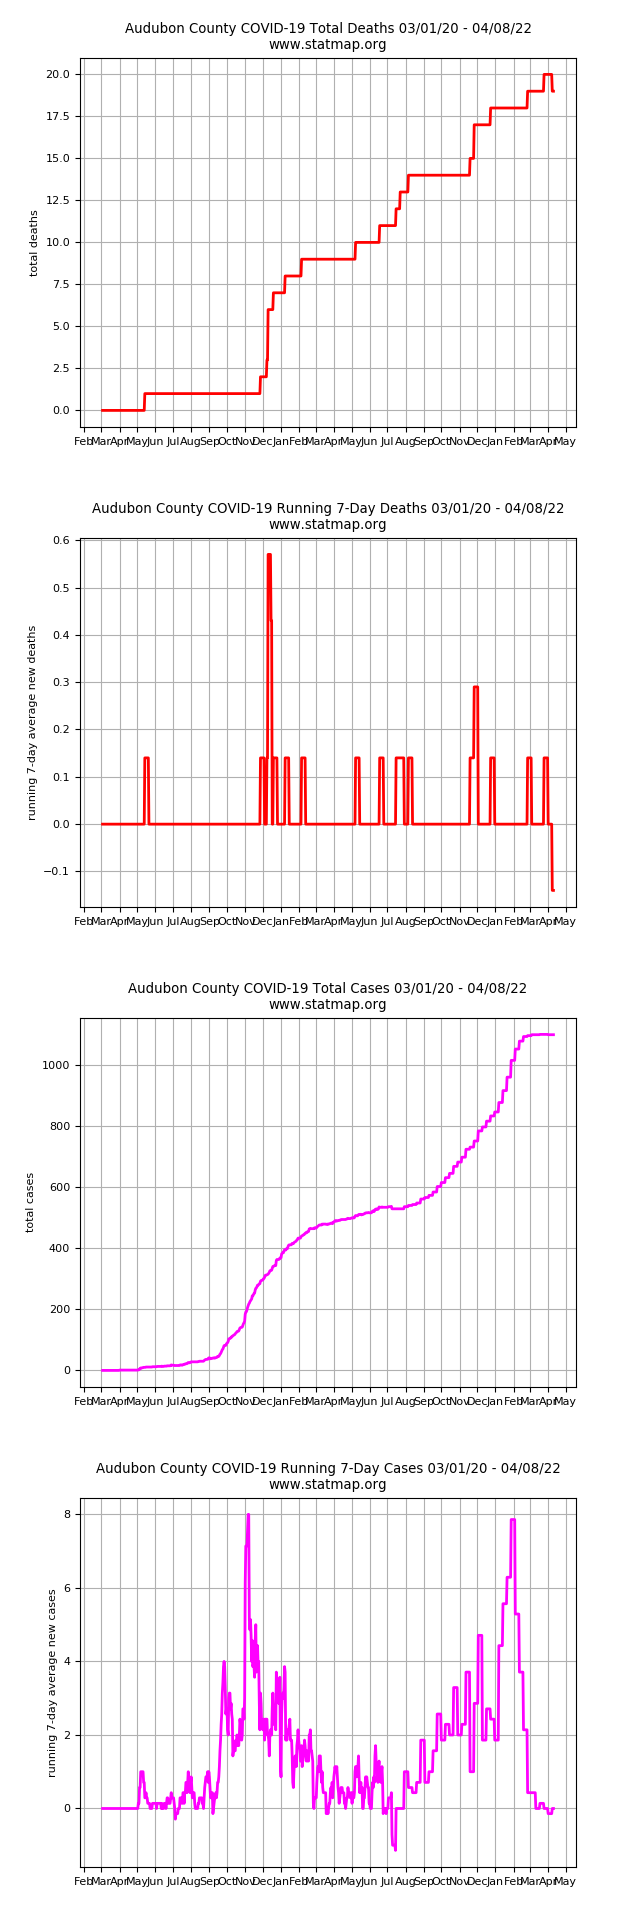 Audubon County COVID-19 Total Deaths 03/01/20 - 04/08/22
www.statmap.org
20.0
17.5
15.0
12.5
10.0
7.5
5.0
2.5
0.0
total deaths
Feb Mar Apr May Jun Jul Aug Sep Oct Nov Dec Jan Feb Mar Apr May Jun Jul Aug Sep Oct Nov Dec Jan Feb Mar Apr May
Audubon County COVID-19 Running 7-Day Deaths 03/01/20 - 04/08/22
www.statmap.org
0.6
0.5
0.4
0.3
0.2
0.1
0.0
−0.1
running 7-day average new deaths
Feb Mar Apr May Jun Jul Aug Sep Oct Nov Dec Jan Feb Mar Apr May Jun Jul Aug Sep Oct Nov Dec Jan Feb Mar Apr May
Audubon County COVID-19 Total Cases 03/01/20 - 04/08/22
www.statmap.org
1000
800
600
400
200
0
total cases
Feb Mar Apr May Jun Jul Aug Sep Oct Nov Dec Jan Feb Mar Apr May Jun Jul Aug Sep Oct Nov Dec Jan Feb Mar Apr May
Audubon County COVID-19 Running 7-Day Cases 03/01/20 - 04/08/22
www.statmap.org
8
6
4
2
0
running 7-day average new cases
Feb Mar Apr May Jun Jul Aug Sep Oct Nov Dec Jan Feb Mar Apr May Jun Jul Aug Sep Oct Nov Dec Jan Feb Mar Apr May